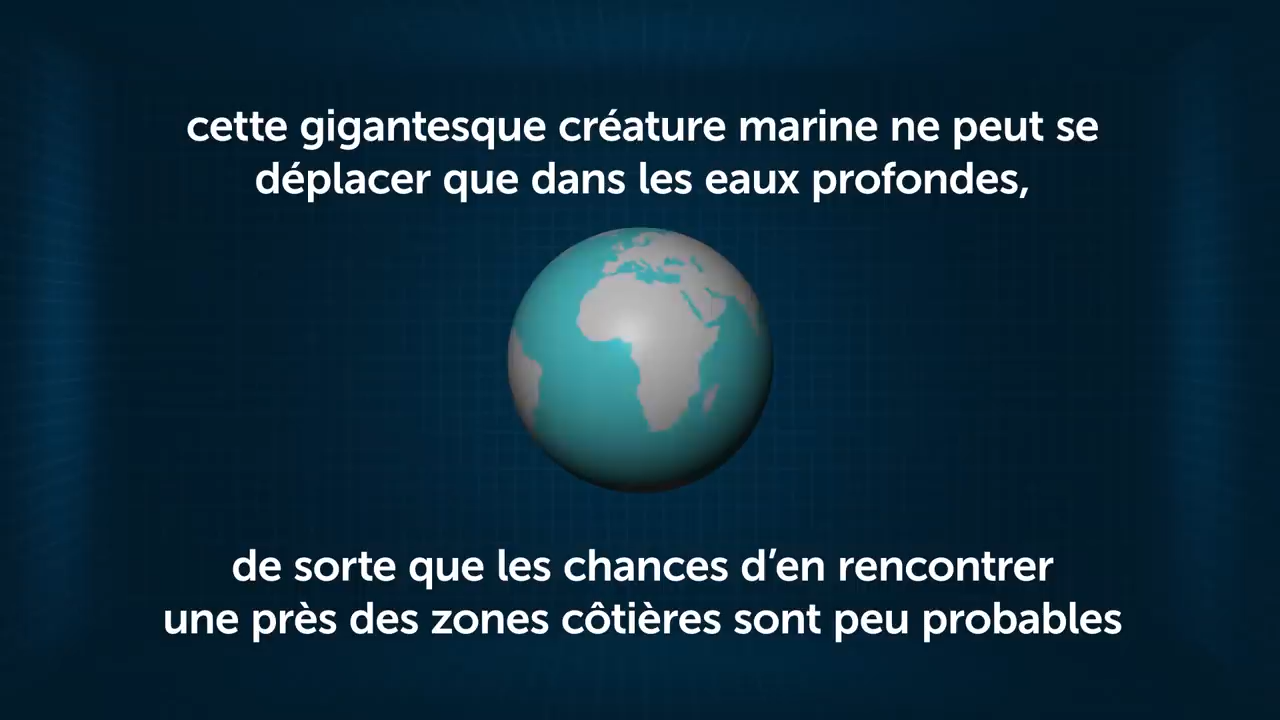 cette gigantesque créature marine ne peut se
déplacer que dans les eaux profondes,
de sorte que les chances d’en rencontrer
une près des zones côtières sont peu probables